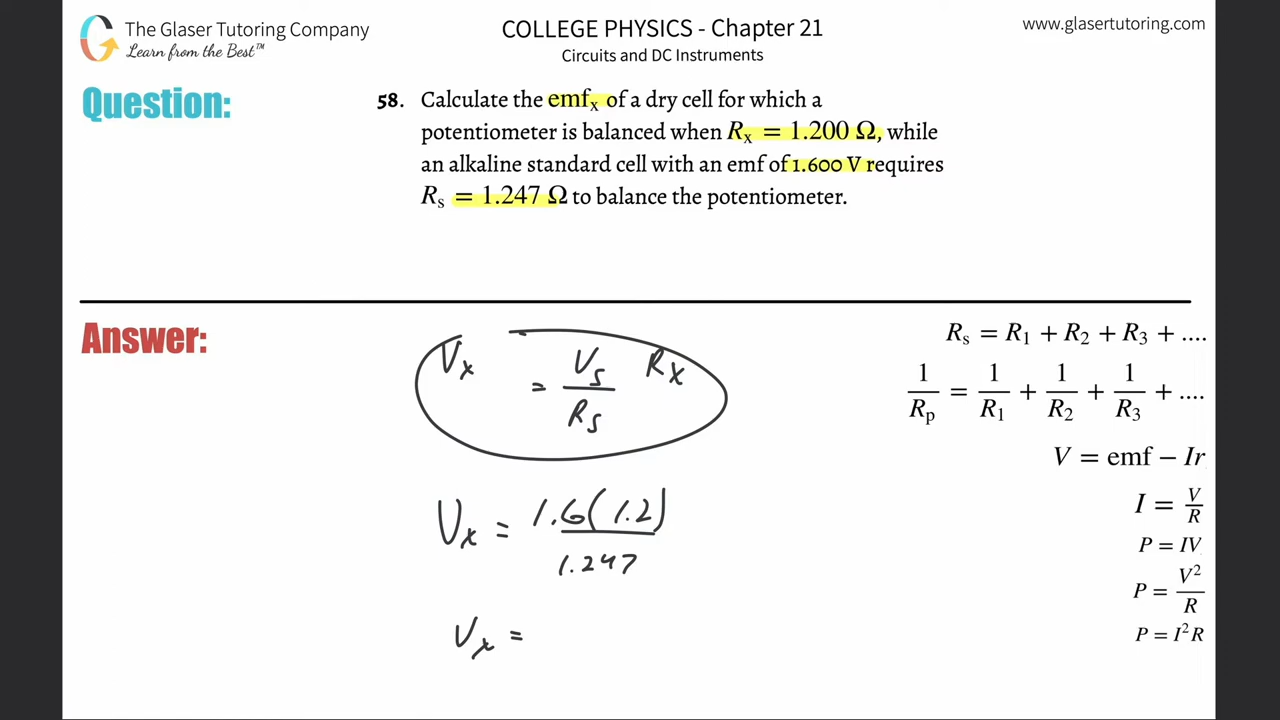 The Glaser Tutoring Company
Learn from the Best™
COLLEGE PHYSICS - Chapter 21
Circuits and DC Instruments
www.glasertutoring.com
Question:
58. Calculate the emfₓ of a dry cell for which a
potentiometer is balanced when Rₓ = 1.200 Ω, while
an alkaline standard cell with an emf of 1.600 V requires
Rₛ = 1.247 Ω to balance the potentiometer.
Answer:
Vₓ = Vₛ/Rₛ Rₓ
Vₓ = 1.6(1.2)/1.247
Vₓ =
Rₛ = R₁ + R₂ + R₃ + ....
1/Rₚ = 1/R₁ + 1/R₂ + 1/R₃ + ....
V = emf − Ir
I = V/R
P = IV
P = V²/R
P = I²R